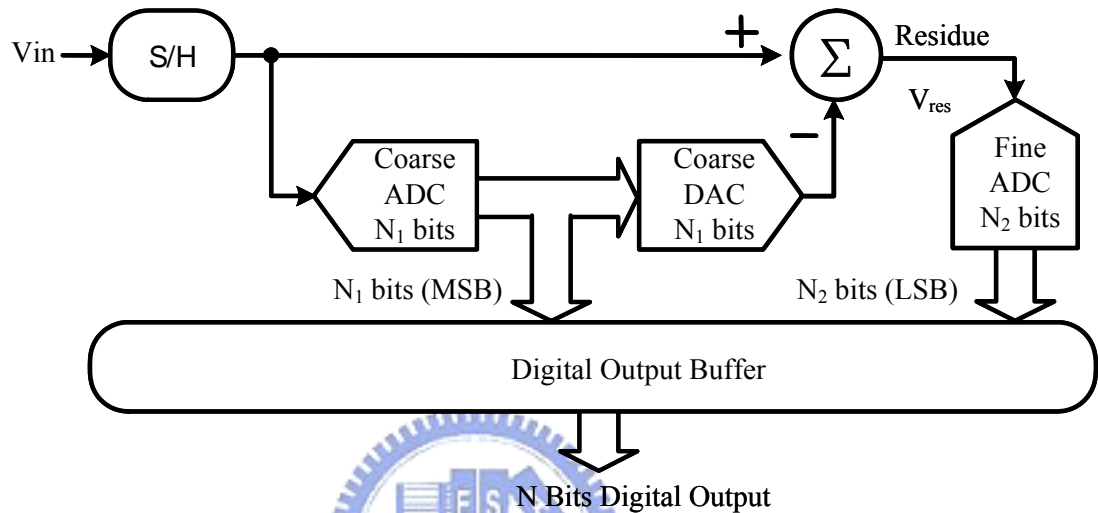 Vin
S/H
+
Σ
Residue
V_res
−
Coarse
ADC
N₁ bits
Coarse
DAC
N₁ bits
Fine
ADC
N₂ bits
N₁ bits (MSB)
N₂ bits (LSB)
Digital Output Buffer
ES
N Bits Digital Output